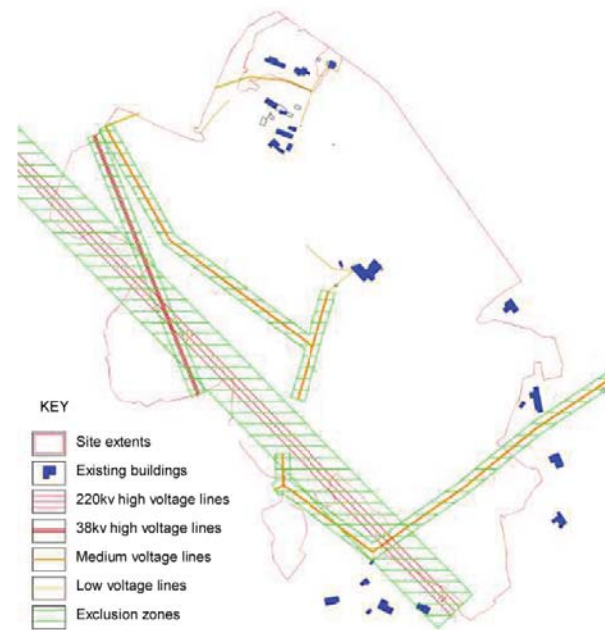 KEY
Site extents
Existing buildings
220kv high voltage lines
38kv high voltage lines
Medium voltage lines
Low voltage lines
Exclusion zones